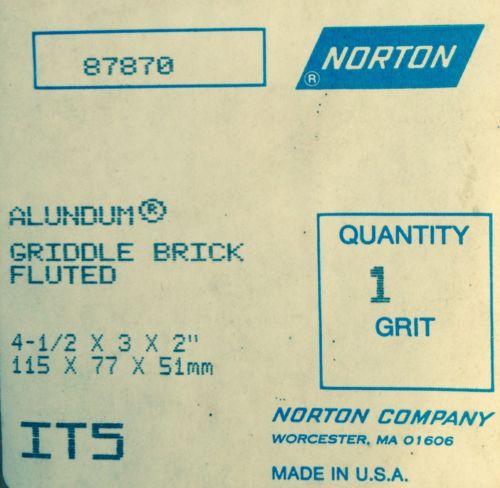 87870
NORTON
®
ALUNDUM®
GRIDDLE BRICK
FLUTED
QUANTITY
1
GRIT
4-1/2 X 3 X 2"
115 X 77 X 51mm
IT5
NORTON COMPANY
WORCESTER, MA 01606
MADE IN U.S.A.